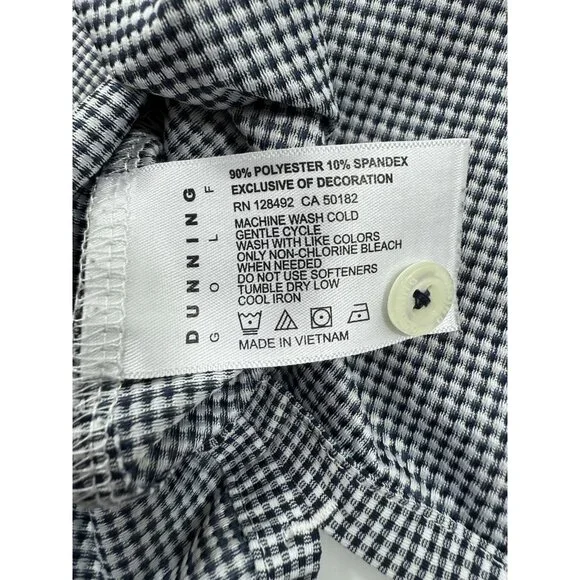 DUNNING
GOLF
90% POLYESTER 10% SPANDEX
EXCLUSIVE OF DECORATION
RN 128492 CA 50182
MACHINE WASH COLD
GENTLE CYCLE
WASH WITH LIKE COLORS
ONLY NON-CHLORINE BLEACH
WHEN NEEDED
DO NOT USE SOFTENERS
TUMBLE DRY LOW
COOL IRON
MADE IN VIETNAM